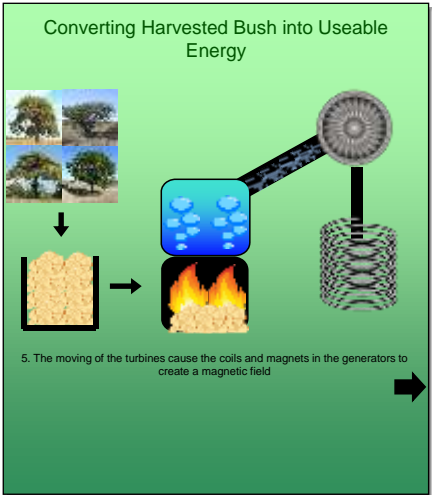 Converting Harvested Bush into Useable
Energy
5. The moving of the turbines cause the coils and magnets in the generators to
create a magnetic field